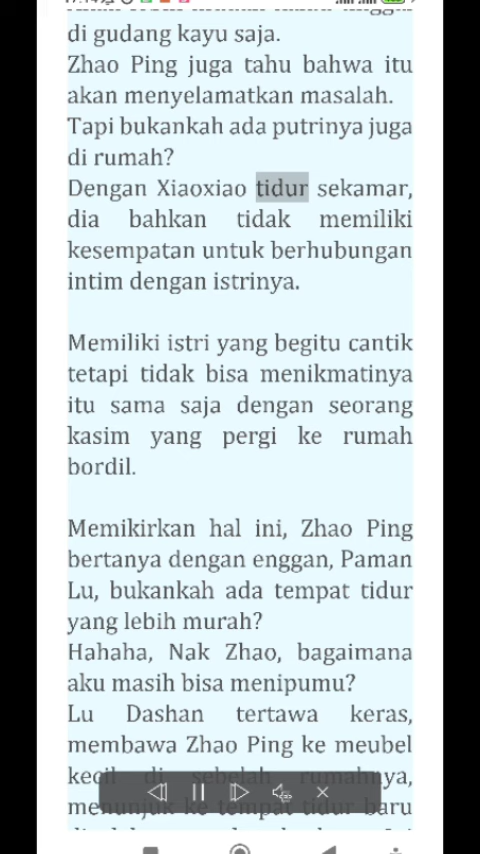 di gudang kayu saja.
Zhao Ping juga tahu bahwa itu
akan menyelamatkan masalah.
Tapi bukankah ada putrinya juga
di rumah?
Dengan Xiaoxiao tidur sekamar,
dia bahkan tidak memiliki
kesempatan untuk berhubungan
intim dengan istrinya.
Memiliki istri yang begitu cantik
tetapi tidak bisa menikmatinya
itu sama saja dengan seorang
kasim yang pergi ke rumah
bordil.
Memikirkan hal ini, Zhao Ping
bertanya dengan enggan, Paman
Lu, bukankah ada tempat tidur
yang lebih murah?
Hahaha, Nak Zhao, bagaimana
aku masih bisa menipumu?
Lu Dashan tertawa keras,
membawa Zhao Ping ke meubel
kecil di sebelah rumahnya,
menunjuk ke tempat tidur baru